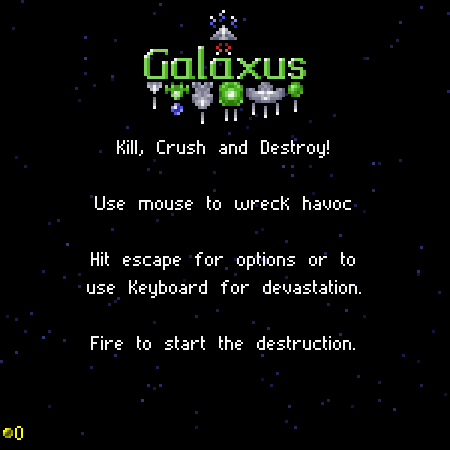 Galaxus
Kill, Crush and Destroy!
Use mouse to wreck havoc
Hit escape for options or to
use Keyboard for devastation.
Fire to start the destruction.
0